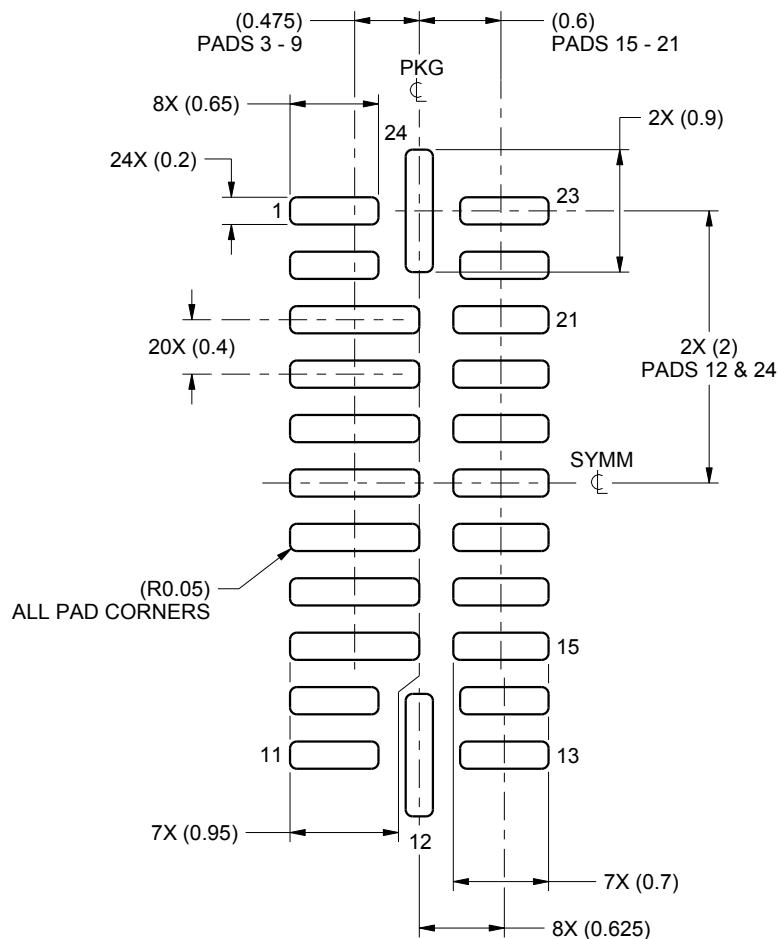 (0.475)
PADS 3 - 9
(0.6)
PADS 15 - 21
PKG
℄
8X (0.65)
24
2X (0.9)
24X (0.2)
1
23
21
20X (0.4)
2X (2)
PADS 12 & 24
SYMM
℄
(R0.05)
ALL PAD CORNERS
15
11
13
7X (0.95)
12
7X (0.7)
8X (0.625)